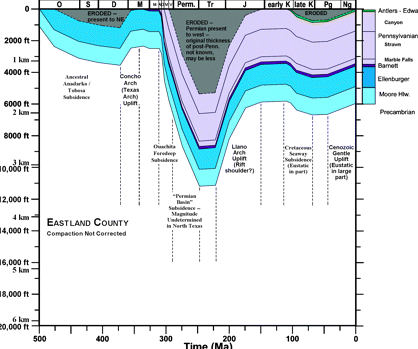 O S D M Perm. Tr J early K late K Pg Ng
0
ERODED –
present to NE
ERODED -
Permian present
to west –
original thickness
of post-Penn.
not known,
may be less
ERODED
Antlers - Edwa
Canyon
Pennsylvanian
Strawn
Marble Falls
Barnett
Ellenburger
Moore Hlw.
Precambrian
2000 ft
1 km
4000 ft
6000 ft
2 km
8000 ft
3 km
10,000 ft
12,000 ft
4 km
14,000 ft
16,000 ft
5 km
18,000 ft
6 km
20,000 ft
Ancestral
Anadarko /
Tobosa
Subsidence
Concho
Arch
(Texas
Arch)
Uplift
Ouachita
Foredeep
Subsidence
"Permian
Basin"
Subsidence –
Magnitude
Undetermined
in North Texas
Llano
Arch
Uplift
(Rift
shoulder?)
Cretaceous
Seaway
Subsidence
(Eustatic
in part)
Cenozoic
Gentle
Uplift
(Eustatic
in large
part)
EASTLAND COUNTY
Compaction Not Corrected
500 450 400 350 300 250 200 150 100 50 0
Time (Ma)